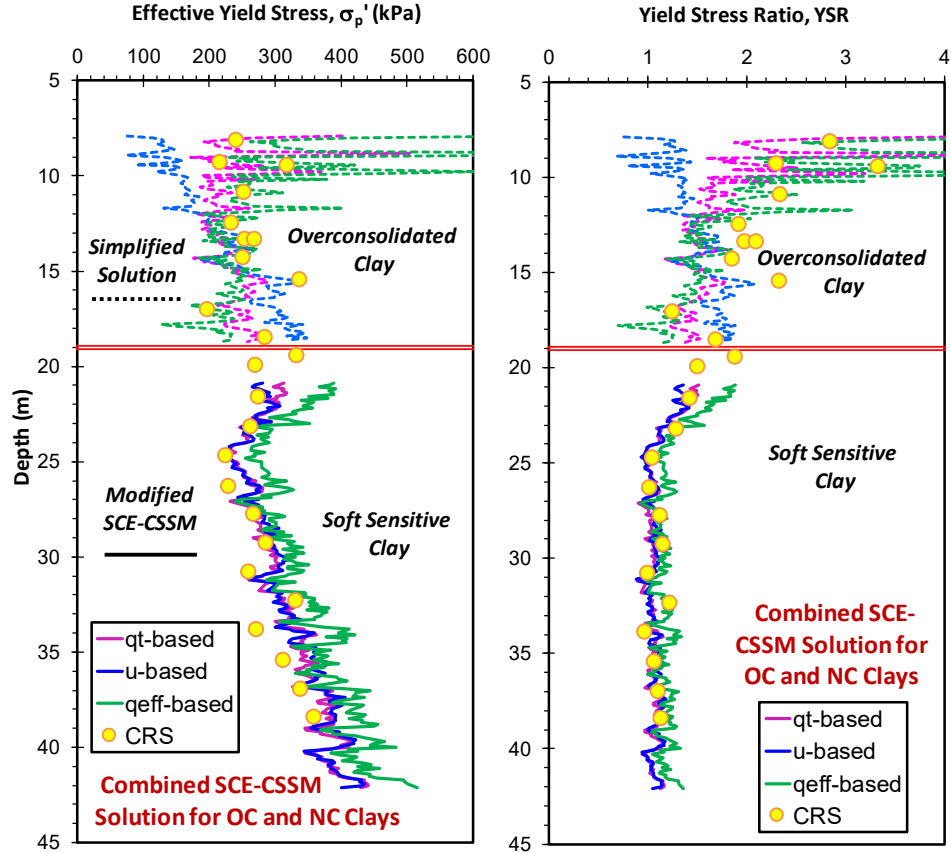 Effective Yield Stress, σp' (kPa)
0 100 200 300 400 500 600
5
10
15
20
25
30
35
40
45
Depth (m)
Simplified
Solution
Overconsolidated
Clay
Modified
SCE-CSSM
Soft Sensitive
Clay
qt-based
u-based
qeff-based
CRS
Combined SCE-CSSM
Solution for OC and NC Clays
Yield Stress Ratio, YSR
0 1 2 3 4
5
10
15
20
25
30
35
40
45
Overconsolidated
Clay
Soft Sensitive
Clay
Combined SCE-
CSSM Solution for
OC and NC Clays
qt-based
u-based
qeff-based
CRS